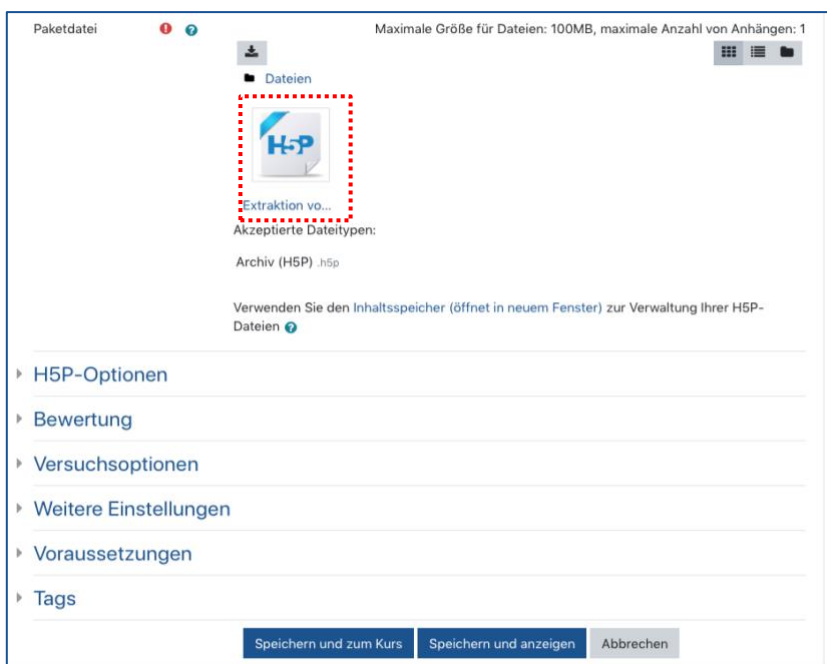 Paketdatei
Maximale Größe für Dateien: 100MB, maximale Anzahl von Anhängen: 1
Dateien
H5P
Extraktion vo...
Akzeptierte Dateitypen:
Archiv (H5P) .h5p
Verwenden Sie den Inhaltsspeicher (öffnet in neuem Fenster) zur Verwaltung Ihrer H5P-
Dateien
H5P-Optionen
Bewertung
Versuchsoptionen
Weitere Einstellungen
Voraussetzungen
Tags
Speichern und zum Kurs Speichern und anzeigen Abbrechen